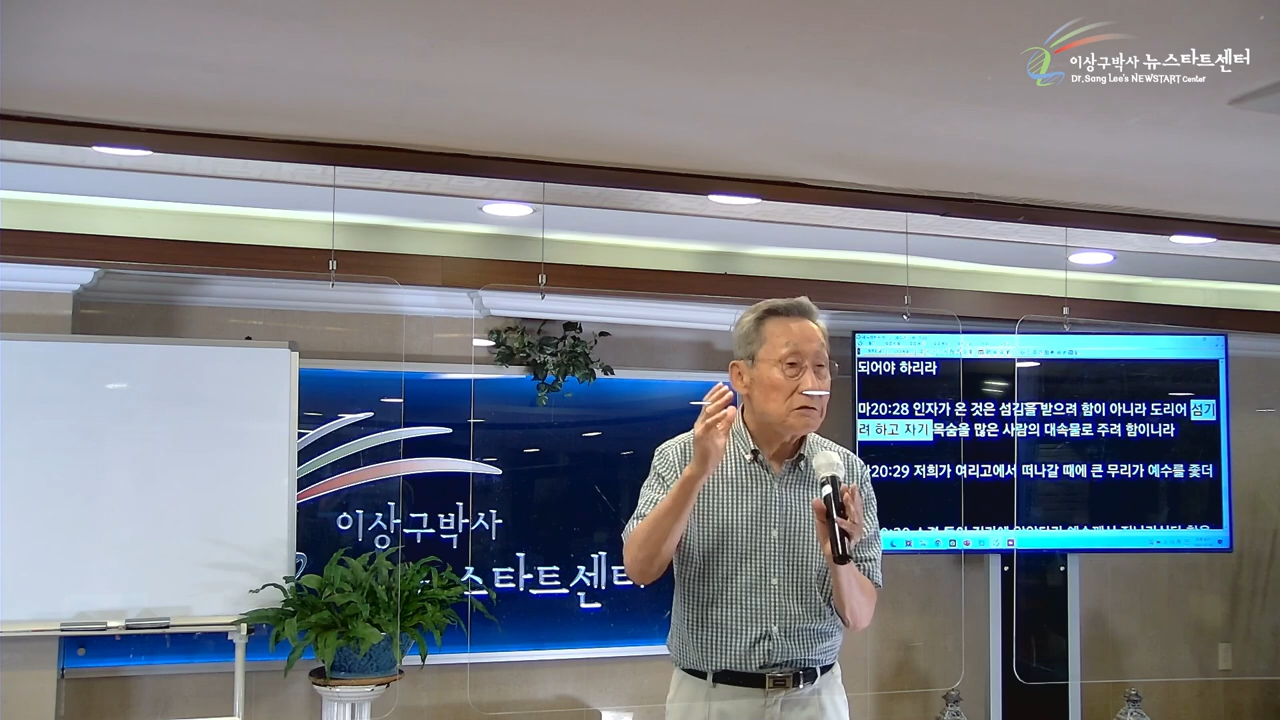 이상구박사 뉴스타트센터
Dr. Sang Lee's NEWSTART Center
되어야 하리라
마20:28 인자가 온 것은 섬김을 받으려 함이 아니라 도리어 섬기
려 하고 자기 목숨을 많은 사람의 대속물로 주려 함이니라
20:29 저희가 여리고에서 떠나갈 때에 큰 무리가 예수를 좇더
이상구박사
스타트센터